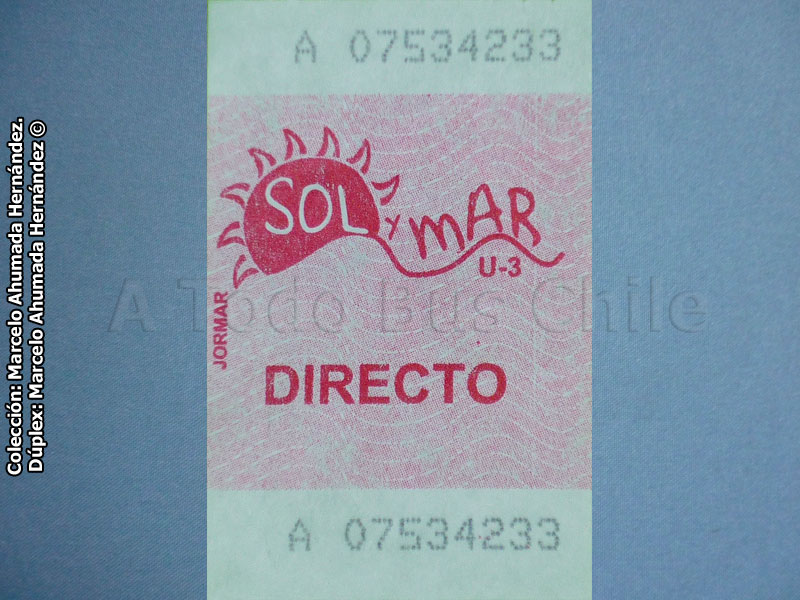 A 07534233
SOL y MAR
U-3
JORMAR
DIRECTO
A 07534233
A Todo Bus Chile
Colección: Marcelo Ahumada Hernández.
Dúplex: Marcelo Ahumada Hernández ©